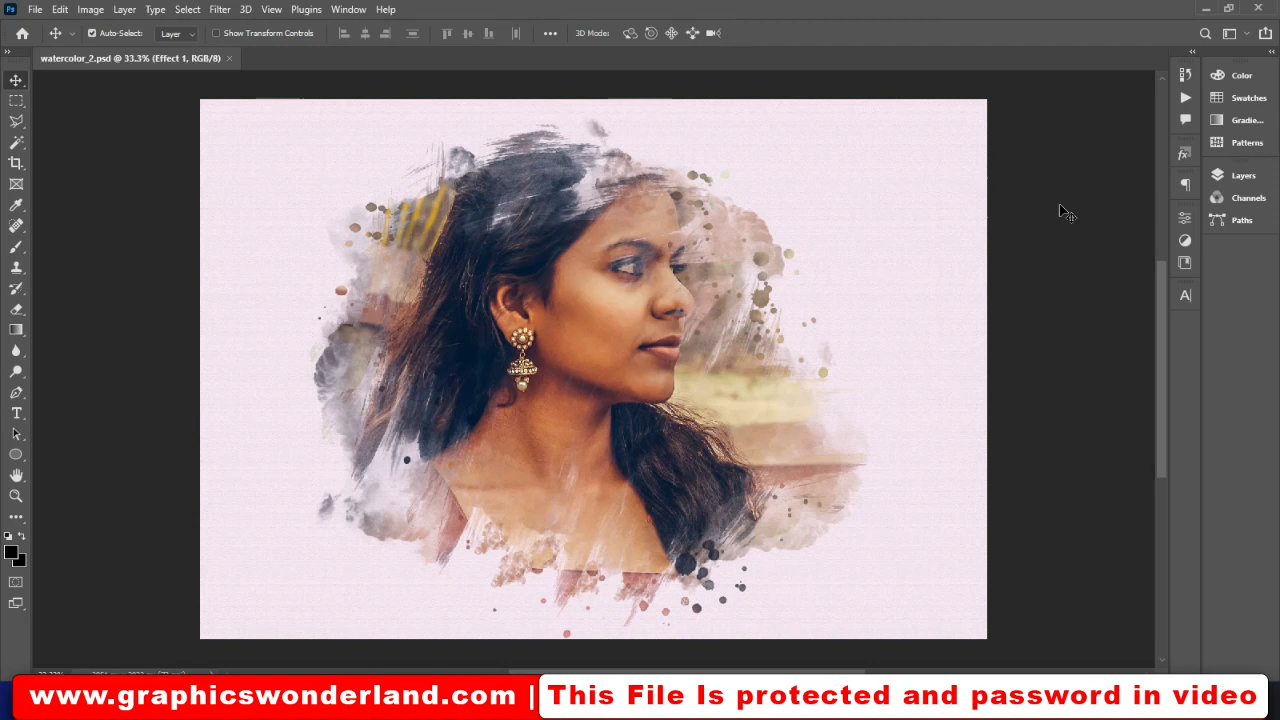 Ps File Edit Image Layer Type Select Filter 3D View Plugins Window Help
Auto-Select: Layer Show Transform Controls 3D Mode:
watercolor_2.psd @ 33.3% (Effect 1, RGB/8)
Color
Swatches
Gradie...
Patterns
Layers
Channels
Paths
www.graphicswonderland.com | This File Is protected and password in video